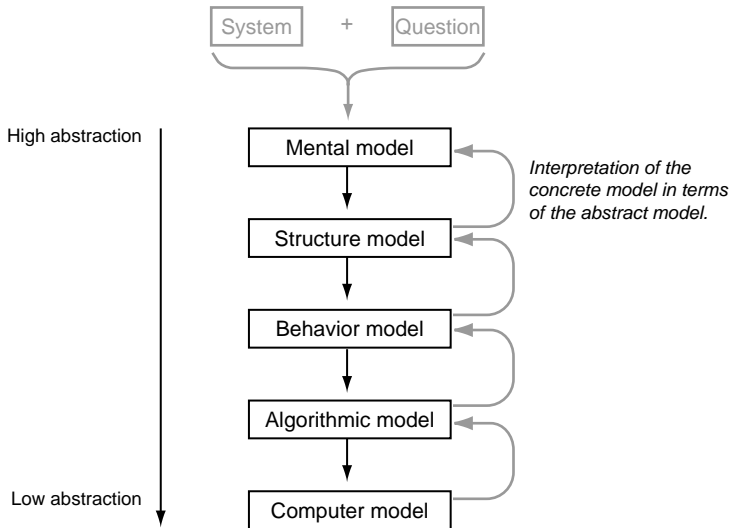 System + Question
High abstraction
Mental model
Interpretation of the
concrete model in terms
of the abstract model.
Structure model
Behavior model
Algorithmic model
Low abstraction
Computer model